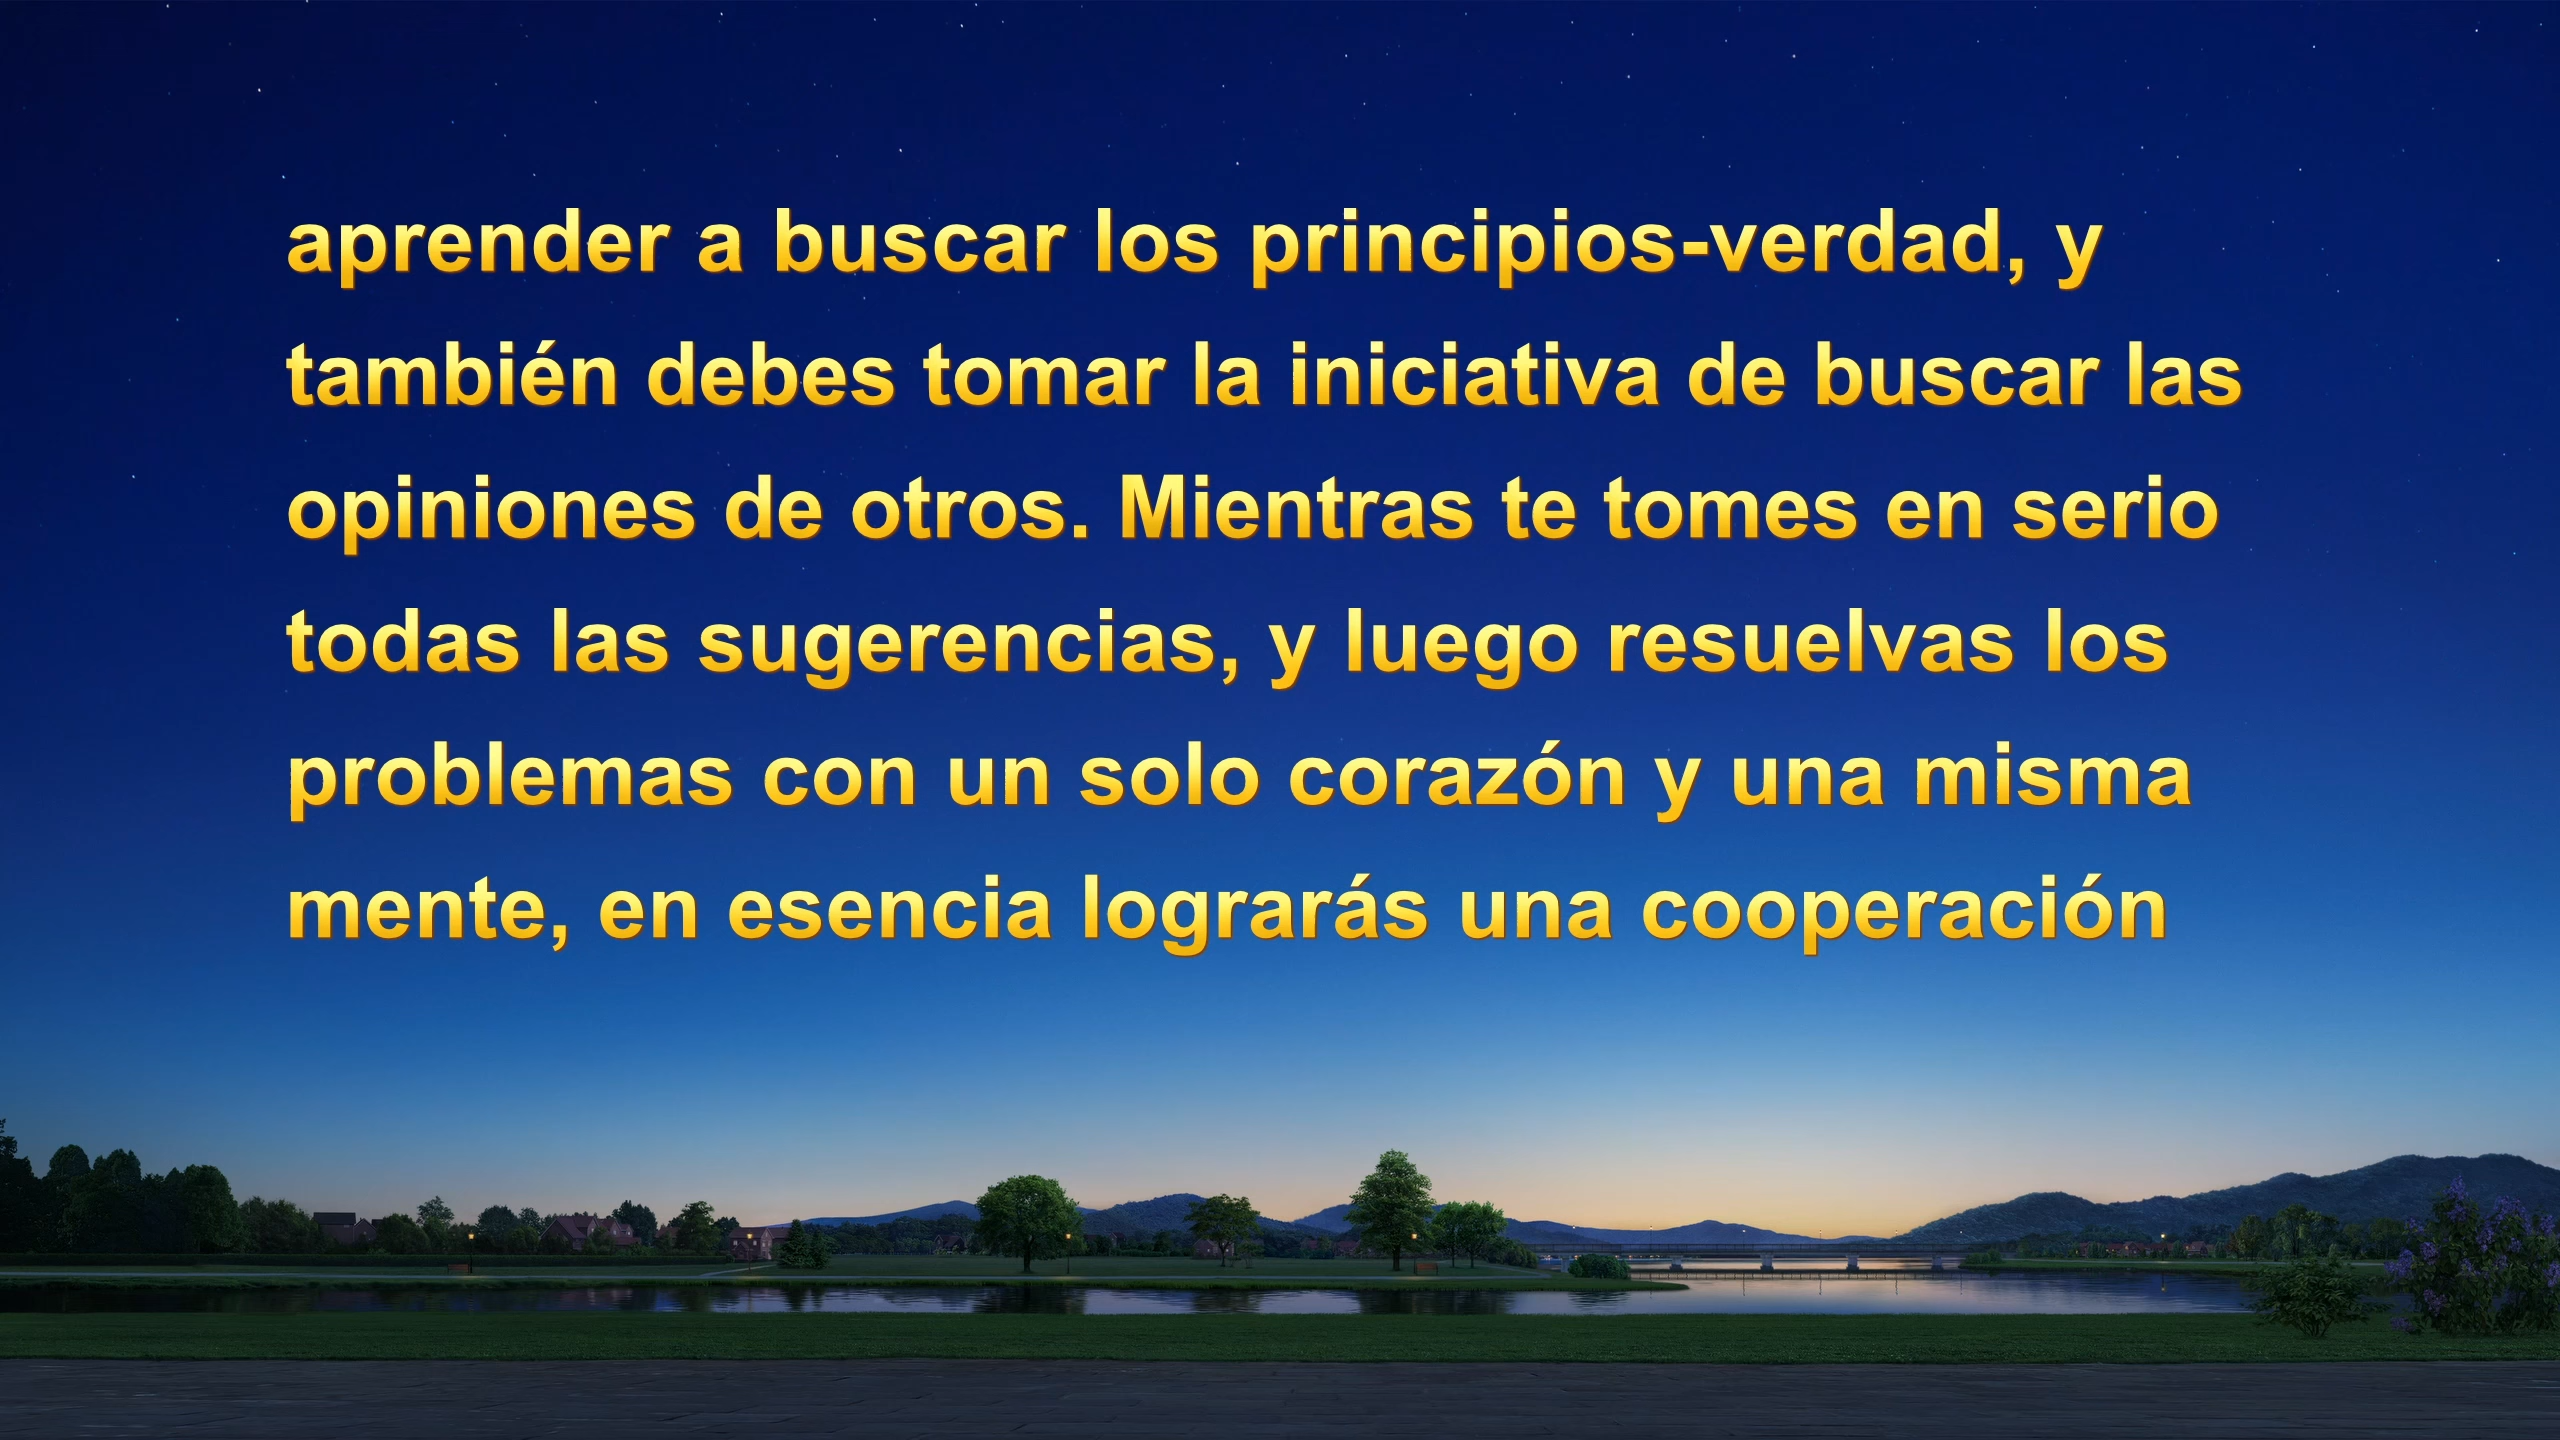 aprender a buscar los principios-verdad, y
también debes tomar la iniciativa de buscar las
opiniones de otros. Mientras te tomes en serio
todas las sugerencias, y luego resuelvas los
problemas con un solo corazón y una misma
mente, en esencia lograrás una cooperación